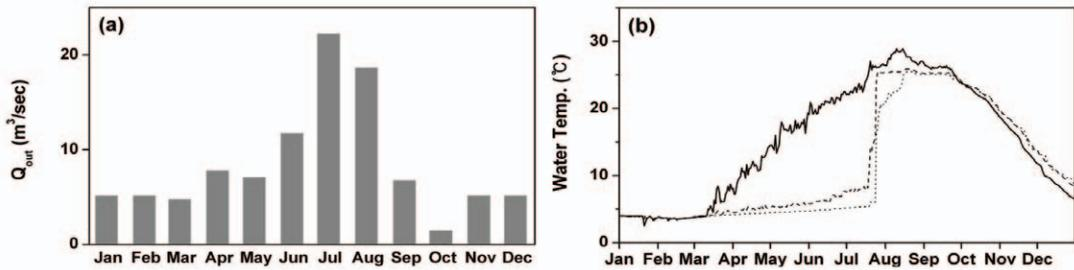 (a)
20
10
0
Q_out (m³/sec)
Jan Feb Mar Apr May Jun Jul Aug Sep Oct Nov Dec
(b)
30
20
10
0
Water Temp. (℃)
Jan Feb Mar Apr May Jun Jul Aug Sep Oct Nov Dec